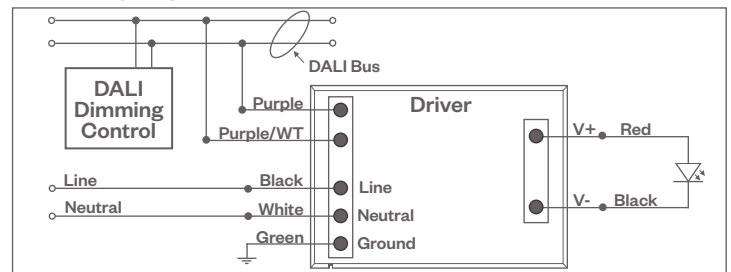 DALI Bus
DALI
Dimming
Control
Driver
Purple
Purple/WT
V+ Red
Line Black Line
V- Black
Neutral White Neutral
Green Ground